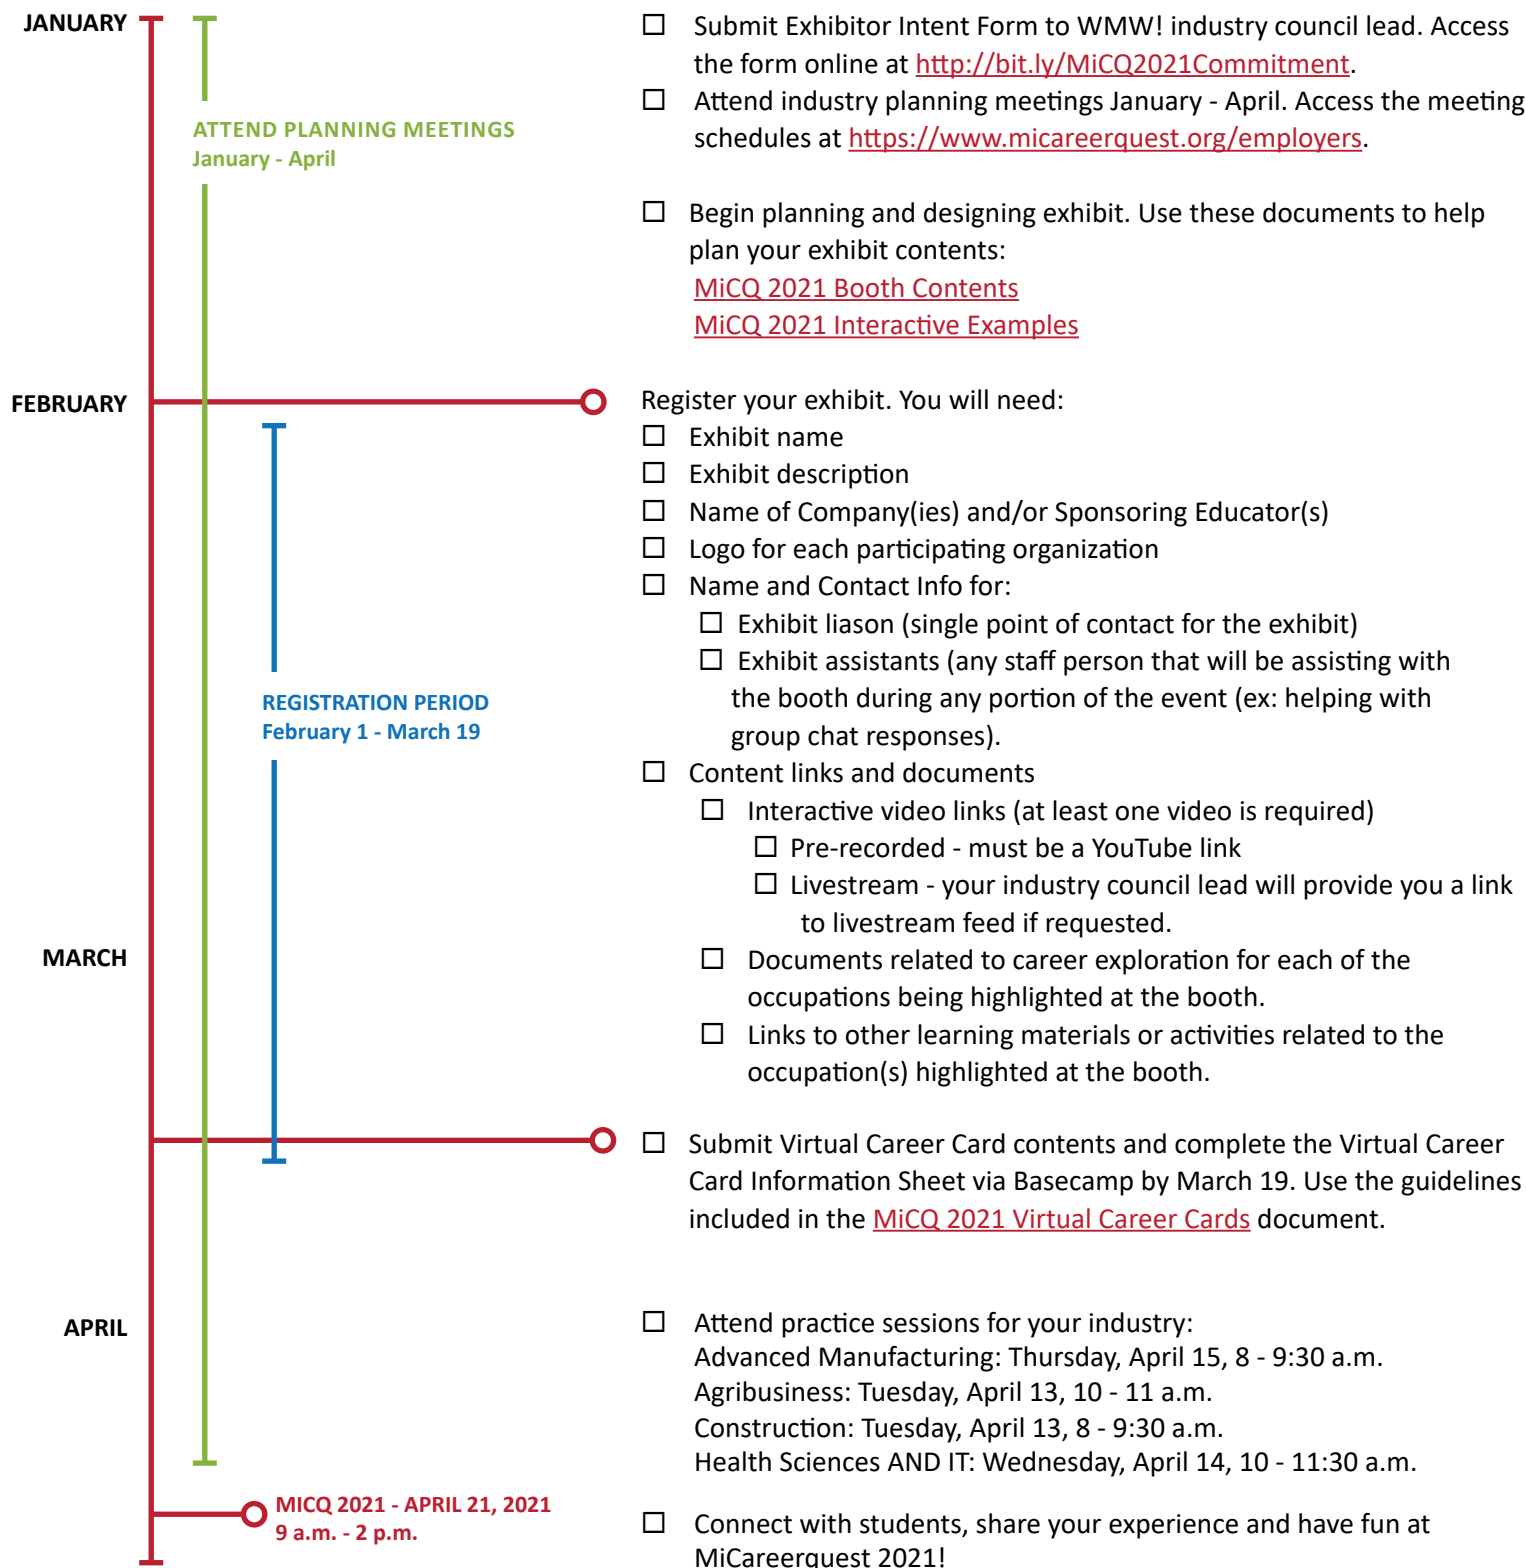 JANUARY
☐ Submit Exhibitor Intent Form to WMW! industry council lead. Access
the form online at http://bit.ly/MiCQ2021Commitment.
☐ Attend industry planning meetings January - April. Access the meeting
schedules at https://www.micareerquest.org/employers.
ATTEND PLANNING MEETINGS
January - April
☐ Begin planning and designing exhibit. Use these documents to help
plan your exhibit contents:
MiCQ 2021 Booth Contents
MiCQ 2021 Interactive Examples
FEBRUARY
Register your exhibit. You will need:
☐ Exhibit name
☐ Exhibit description
☐ Name of Company(ies) and/or Sponsoring Educator(s)
☐ Logo for each participating organization
☐ Name and Contact Info for:
☐ Exhibit liason (single point of contact for the exhibit)
☐ Exhibit assistants (any staff person that will be assisting with
the booth during any portion of the event (ex: helping with
group chat responses).
REGISTRATION PERIOD
February 1 - March 19
☐ Content links and documents
☐ Interactive video links (at least one video is required)
☐ Pre-recorded - must be a YouTube link
☐ Livestream - your industry council lead will provide you a link
to livestream feed if requested.
MARCH
☐ Documents related to career exploration for each of the
occupations being highlighted at the booth.
☐ Links to other learning materials or activities related to the
occupation(s) highlighted at the booth.
☐ Submit Virtual Career Card contents and complete the Virtual Career
Card Information Sheet via Basecamp by March 19. Use the guidelines
included in the MiCQ 2021 Virtual Career Cards document.
APRIL
☐ Attend practice sessions for your industry:
Advanced Manufacturing: Thursday, April 15, 8 - 9:30 a.m.
Agribusiness: Tuesday, April 13, 10 - 11 a.m.
Construction: Tuesday, April 13, 8 - 9:30 a.m.
Health Sciences AND IT: Wednesday, April 14, 10 - 11:30 a.m.
MICQ 2021 - APRIL 21, 2021
9 a.m. - 2 p.m.
☐ Connect with students, share your experience and have fun at
MiCareerquest 2021!